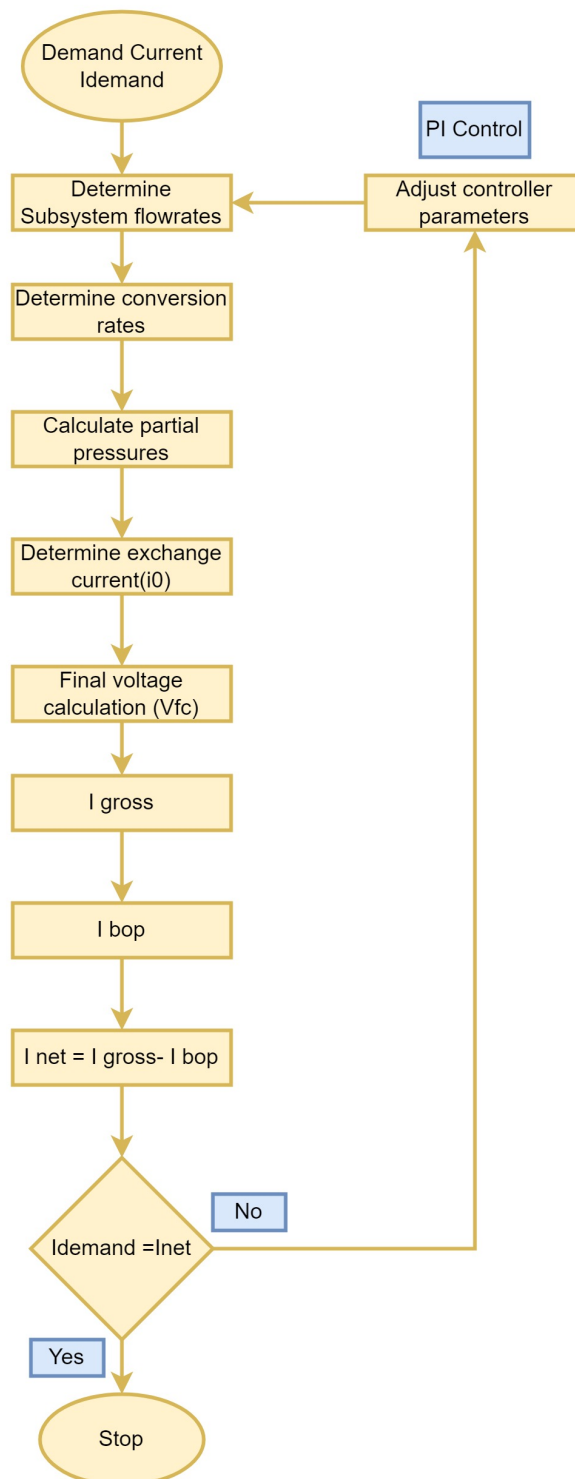 Demand Current
Idemand
PI Control
Determine
Subsystem flowrates
Adjust controller
parameters
Determine conversion
rates
Calculate partial
pressures
Determine exchange
current(i0)
Final voltage
calculation (Vfc)
I gross
I bop
I net = I gross- I bop
No
Idemand =Inet
Yes
Stop